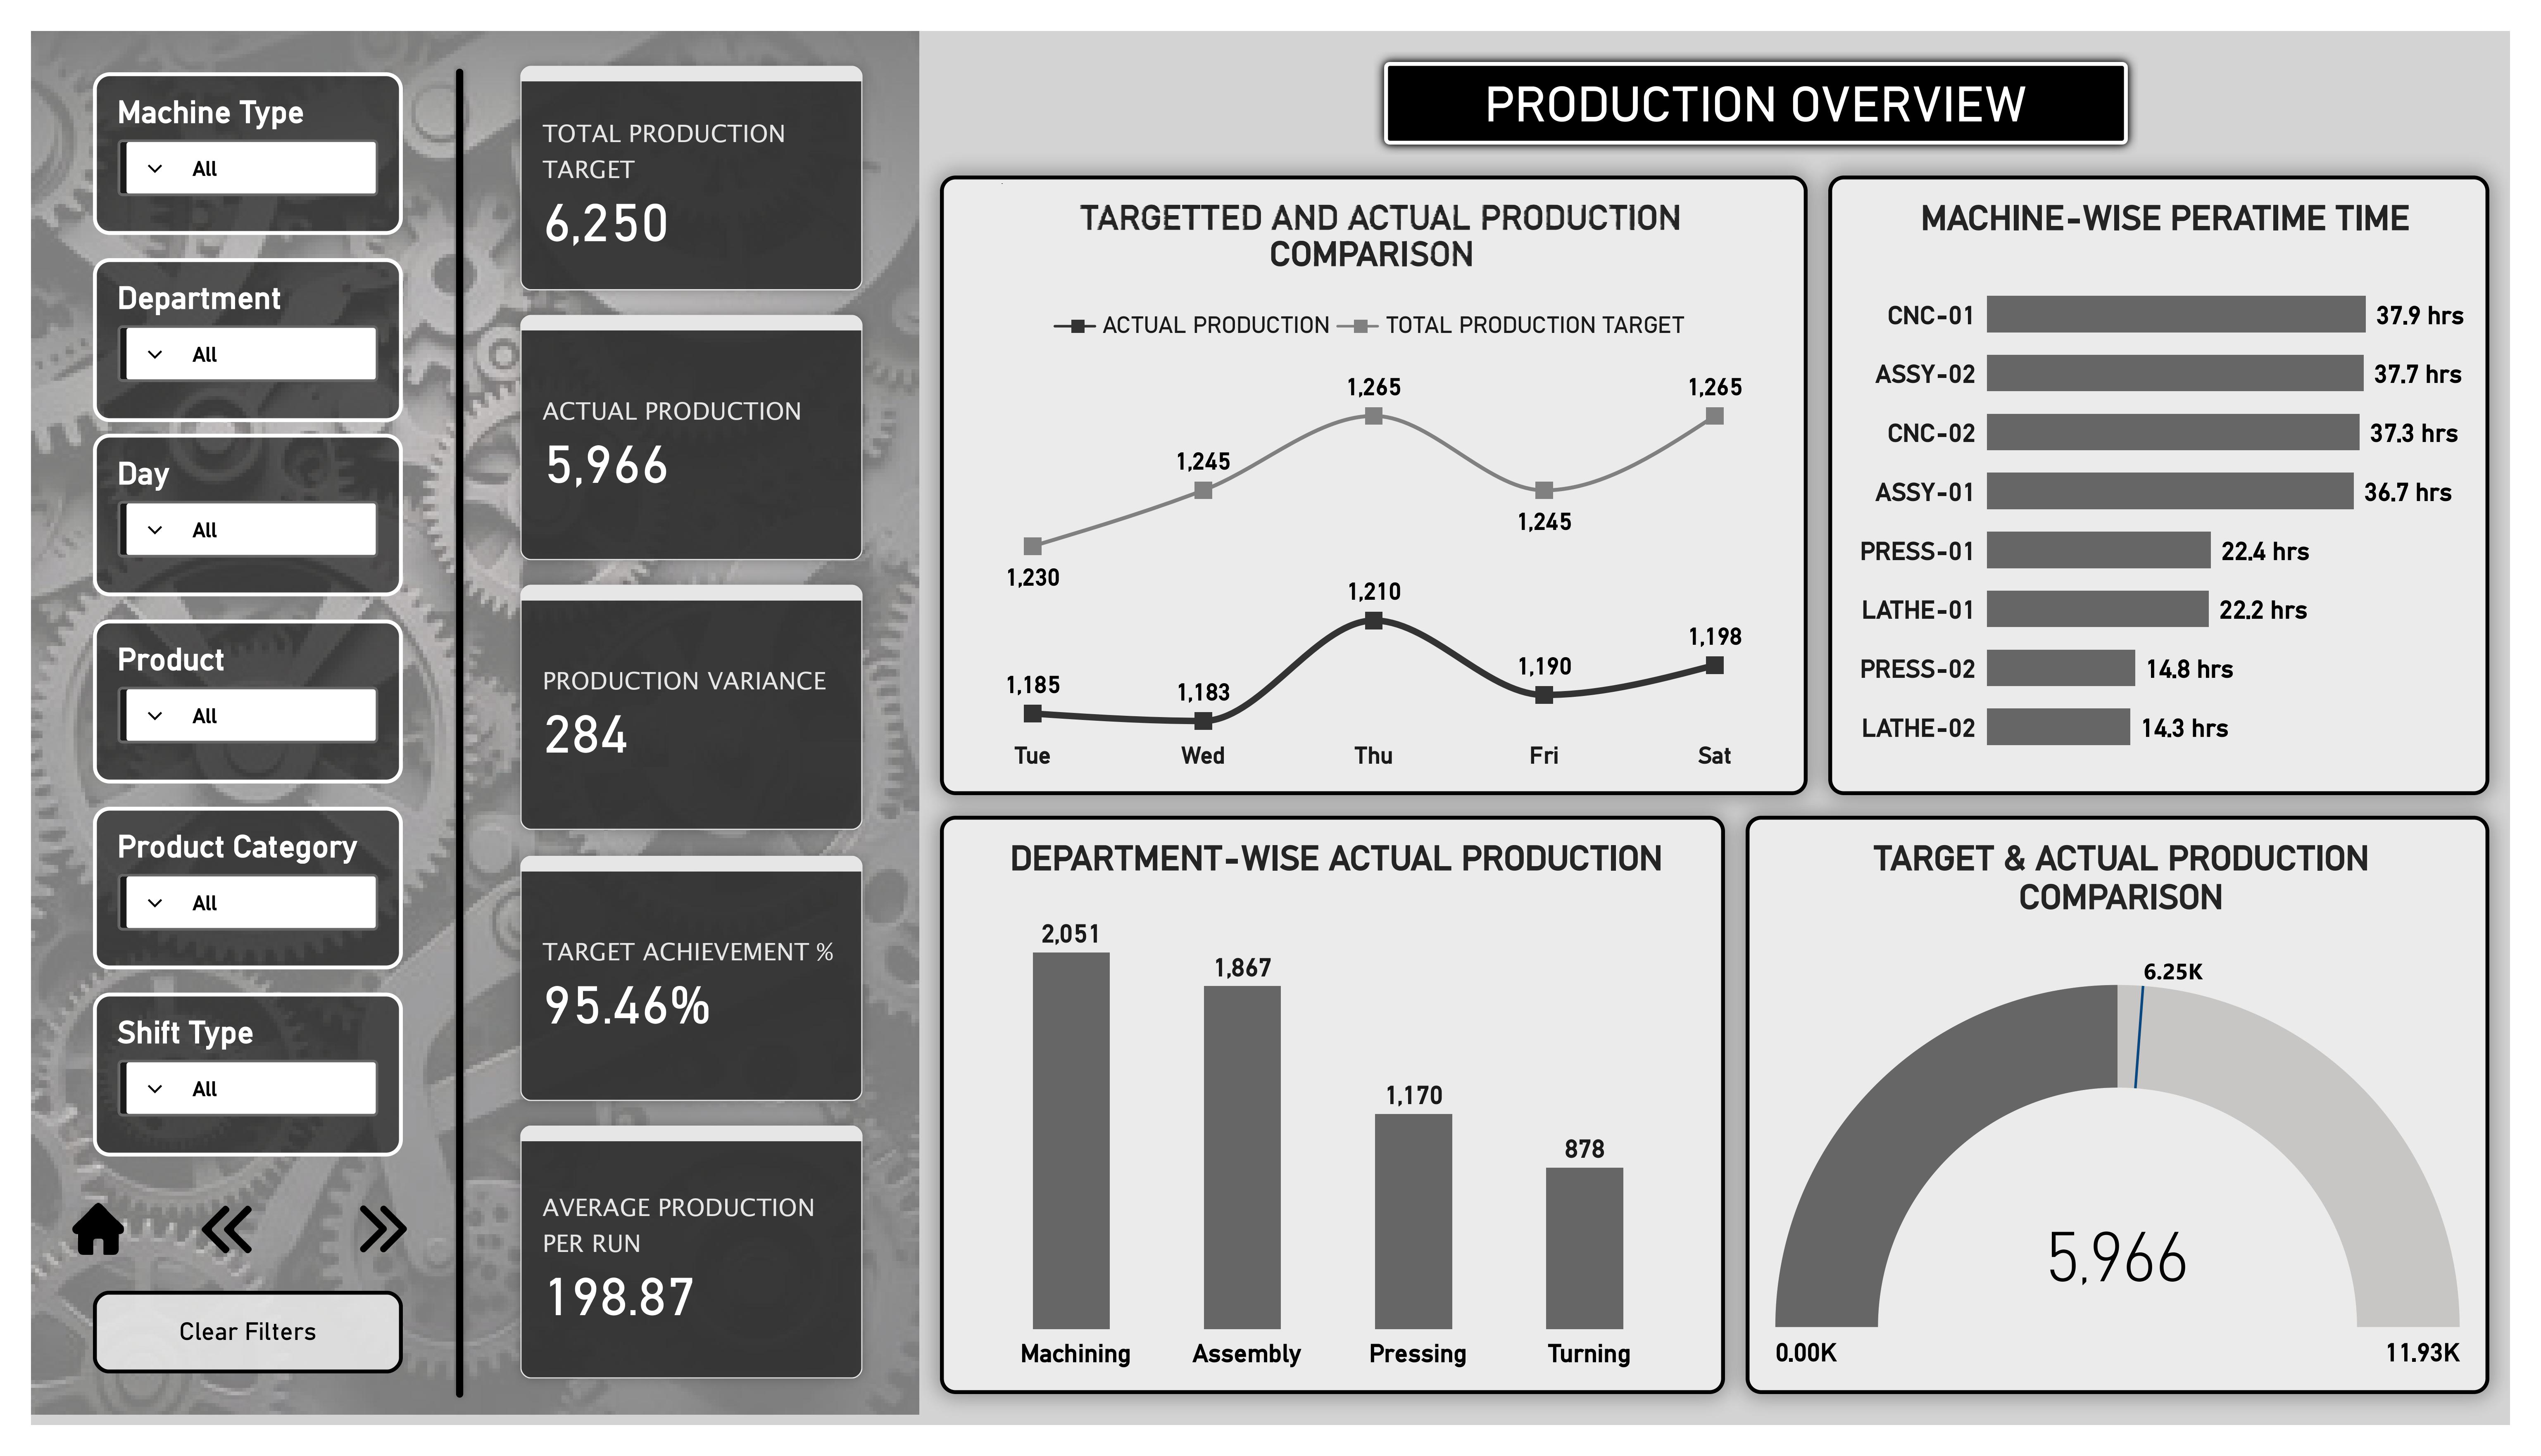 Machine Type
All
Department
All
Day
All
Product
All
Product Category
All
Shift Type
All
Clear Filters
TOTAL PRODUCTION
TARGET
6,250
ACTUAL PRODUCTION
5,966
PRODUCTION VARIANCE
284
TARGET ACHIEVEMENT %
95.46%
AVERAGE PRODUCTION
PER RUN
198.87
PRODUCTION OVERVIEW
TARGETTED AND ACTUAL PRODUCTION
COMPARISON
ACTUAL PRODUCTION TOTAL PRODUCTION TARGET
1,265 1,265
1,245
1,245
1,230
1,210
1,198
1,190
1,185 1,183
Tue Wed Thu Fri Sat
MACHINE-WISE PERATIME TIME
CNC-01 37.9 hrs
ASSY-02 37.7 hrs
CNC-02 37.3 hrs
ASSY-01 36.7 hrs
PRESS-01 22.4 hrs
LATHE-01 22.2 hrs
PRESS-02 14.8 hrs
LATHE-02 14.3 hrs
DEPARTMENT-WISE ACTUAL PRODUCTION
2,051
1,867
1,170
878
Machining Assembly Pressing Turning
TARGET & ACTUAL PRODUCTION
COMPARISON
6.25K
5,966
0.00K 11.93K